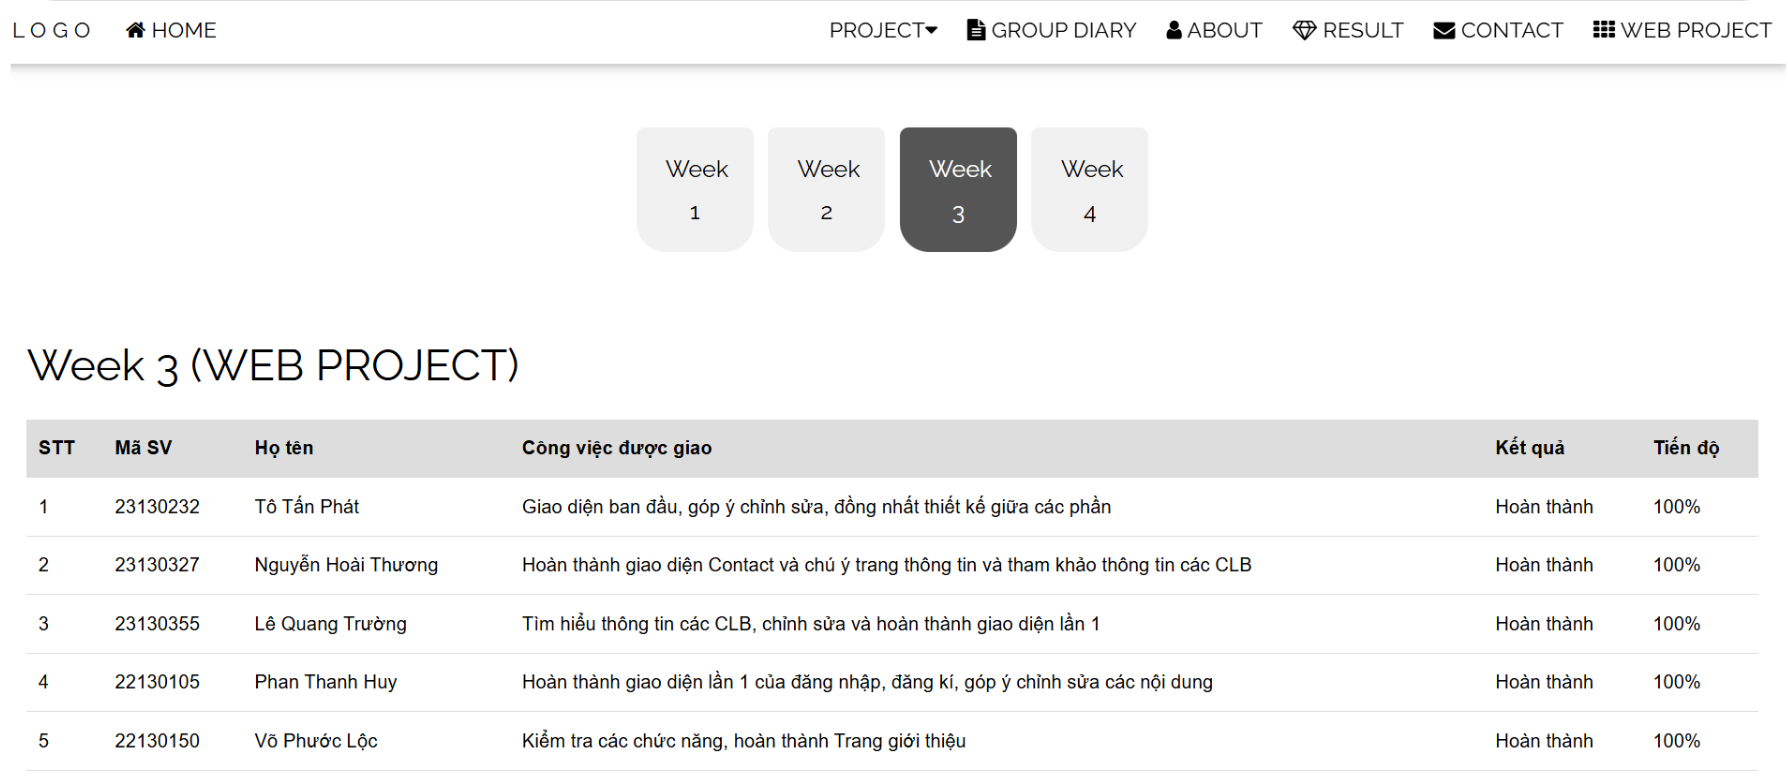 LOGO HOME PROJECT GROUP DIARY ABOUT RESULT CONTACT WEB PROJECT
Week 1
Week 2
Week 3
Week 4
Week 3 (WEB PROJECT)
STT Mã SV Họ tên Công việc được giao Kết quả Tiến độ
1 23130232 Tô Tấn Phát Giao diện ban đầu, góp ý chỉnh sửa, đồng nhất thiết kế giữa các phần Hoàn thành 100%
2 23130327 Nguyễn Hoài Thương Hoàn thành giao diện Contact và chú ý trang thông tin và tham khảo thông tin các CLB Hoàn thành 100%
3 23130355 Lê Quang Trường Tìm hiểu thông tin các CLB, chỉnh sửa và hoàn thành giao diện lần 1 Hoàn thành 100%
4 22130105 Phan Thanh Huy Hoàn thành giao diện lần 1 của đăng nhập, đăng kí, góp ý chỉnh sửa các nội dung Hoàn thành 100%
5 22130150 Võ Phước Lộc Kiểm tra các chức năng, hoàn thành Trang giới thiệu Hoàn thành 100%